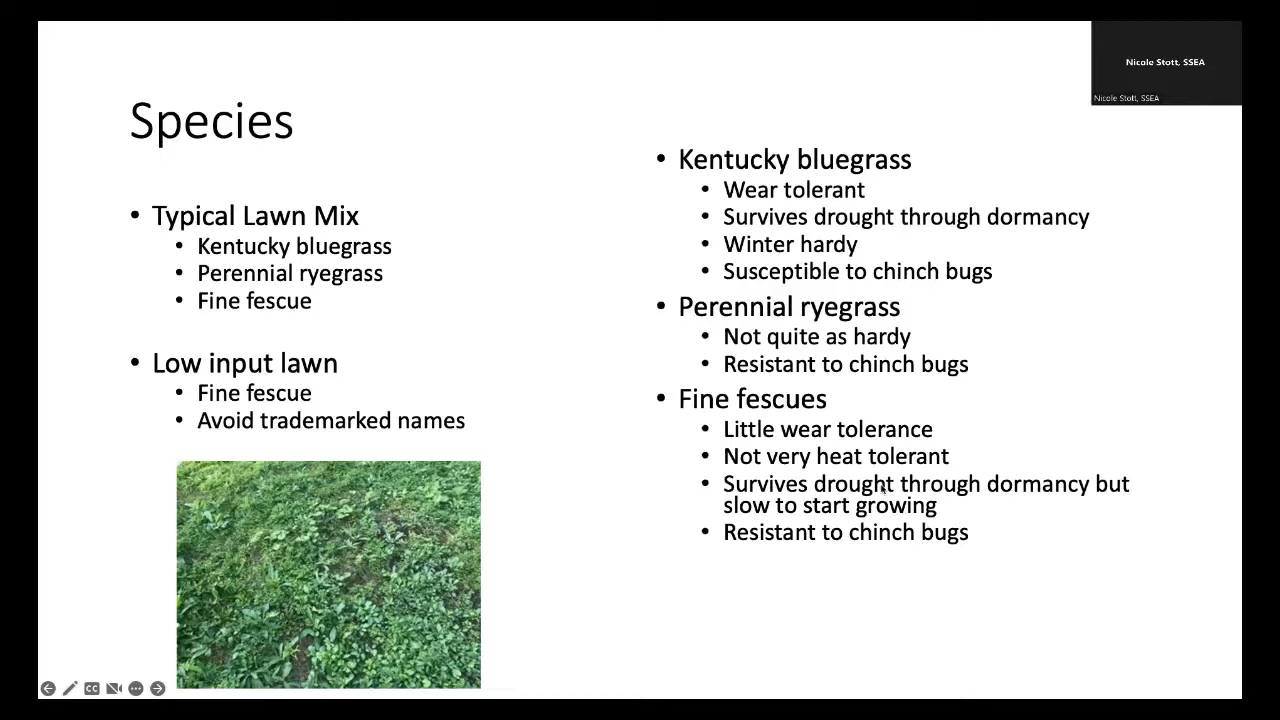 Nicole Stott, SSEA
Nicole Stott, SSEA
Species
• Typical Lawn Mix
• Kentucky bluegrass
• Perennial ryegrass
• Fine fescue
• Low input lawn
• Fine fescue
• Avoid trademarked names
• Kentucky bluegrass
• Wear tolerant
• Survives drought through dormancy
• Winter hardy
• Susceptible to chinch bugs
• Perennial ryegrass
• Not quite as hardy
• Resistant to chinch bugs
• Fine fescues
• Little wear tolerance
• Not very heat tolerant
• Survives drought through dormancy but
slow to start growing
• Resistant to chinch bugs
CC